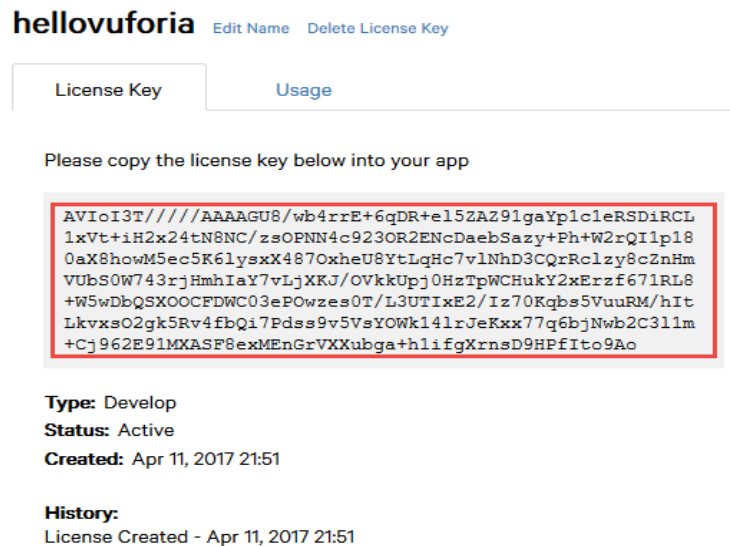 hellovuforia Edit Name Delete License Key
License Key Usage
Please copy the license key below into your app
AVIoI3T/////AAAAGU8/wb4rrE+6qDR+el5ZAZ91gaYp1c1eRSDiRCL
1xVt+iH2x24tN8NC/zsOPNN4c923OR2ENcDaebSazy+Ph+W2rQI1p18
0aX8howM5ec5K6lysxX487OxheU8YtLqHc7vlNhD3CQrRclzy8cZnHm
VUbS0W743rjHmhIaY7vLjXKJ/OVkkUpj0HzTpWCHukY2xErzf671RL8
+W5wDbQSXOOCFDWC03ePOwzes0T/L3UTIxE2/Iz70Kqbs5VuuRM/hIt
LkvxsO2gk5Rv4fbQi7Pdss9v5VsYOWk14lrJeKxx77q6bjNwb2C3l1m
+Cj962E91MXASF8exMEnGrVXXubga+h1ifgXrnsD9HPfIto9Ao
Type: Develop
Status: Active
Created: Apr 11, 2017 21:51
History:
License Created - Apr 11, 2017 21:51